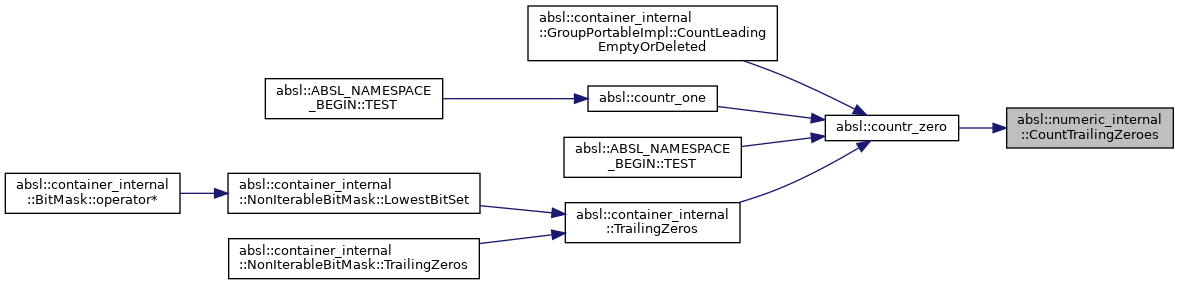 absl::container_internal
::GroupPortableImpl::CountLeading
EmptyOrDeleted
absl::ABSL_NAMESPACE
_BEGIN::TEST
absl::countr_one
absl::numeric_internal
::CountTrailingZeroes
absl::countr_zero
absl::ABSL_NAMESPACE
_BEGIN::TEST
absl::container_internal
::BitMask::operator*
absl::container_internal
::NonIterableBitMask::LowestBitSet
absl::container_internal
::TrailingZeros
absl::container_internal
::NonIterableBitMask::TrailingZeros